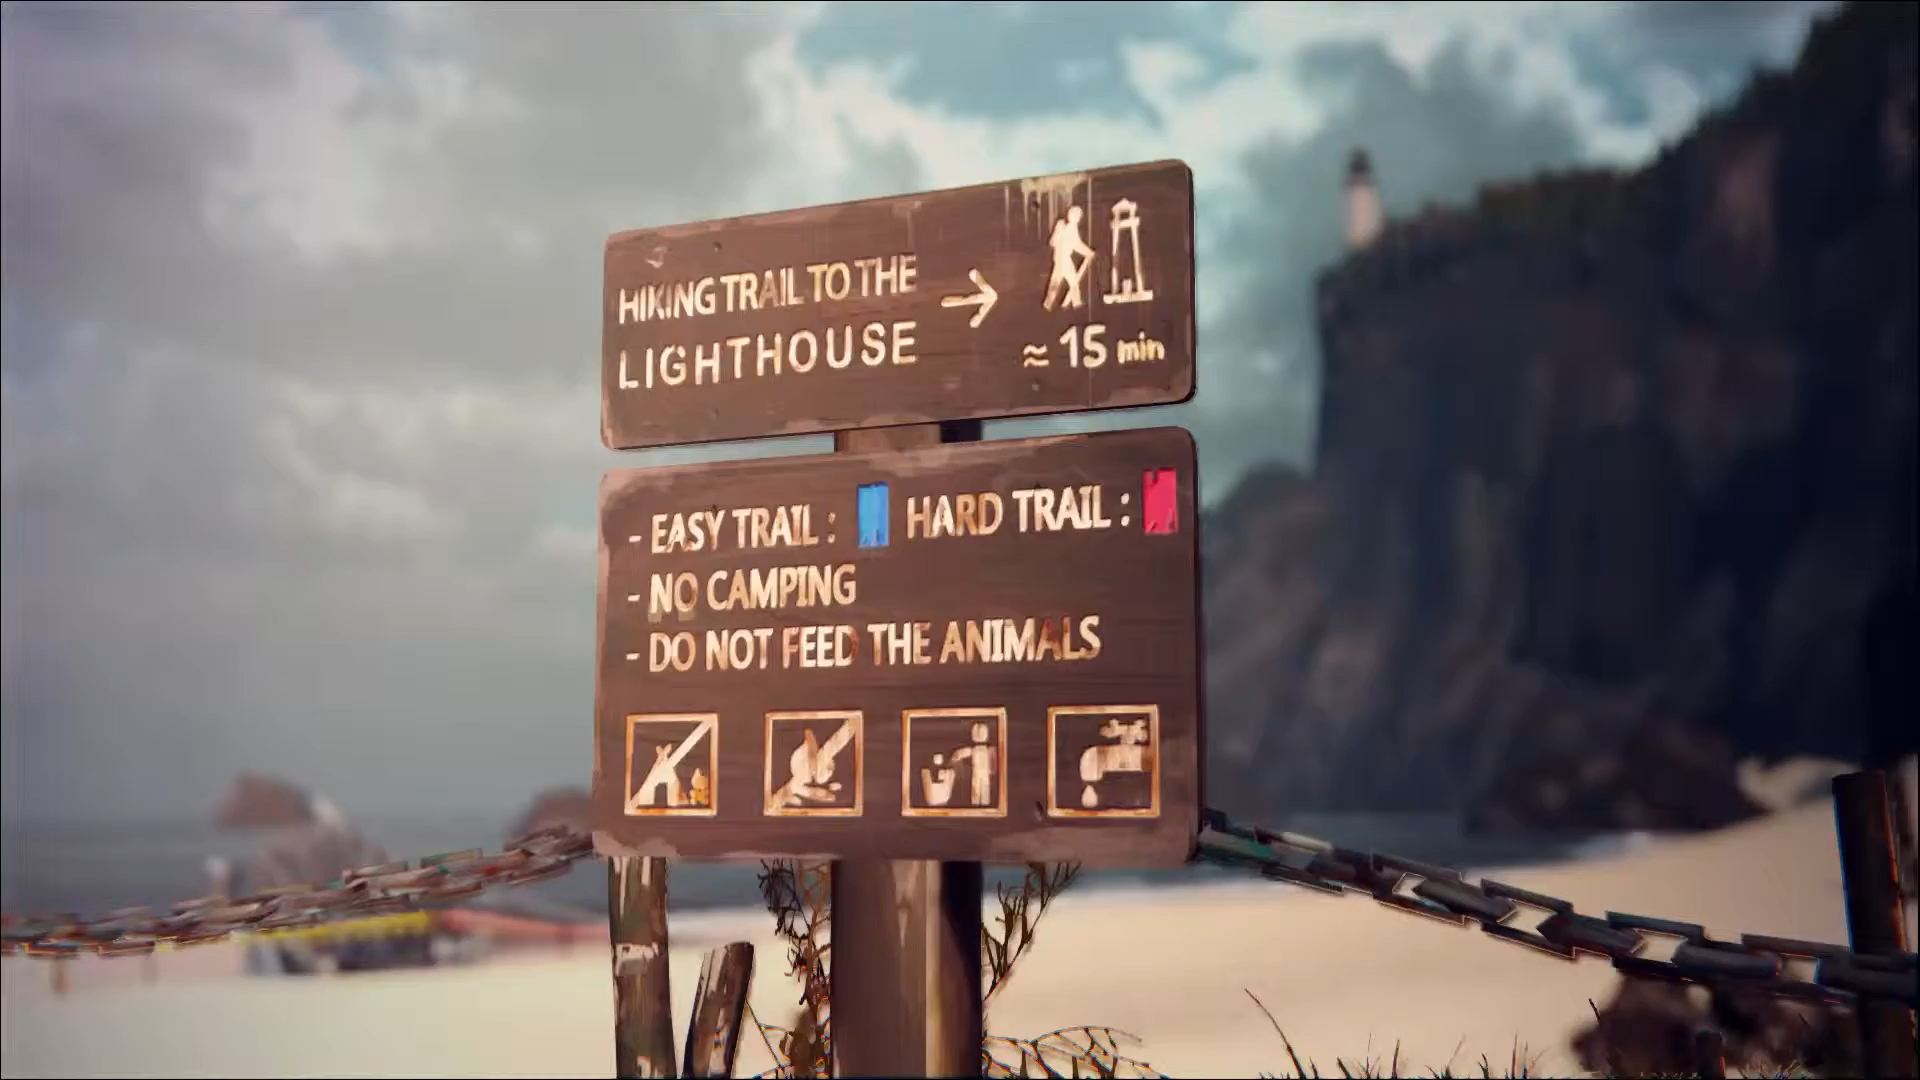 HIKING TRAIL TO THE
LIGHTHOUSE
→
≈ 15 min
- EASY TRAIL : HARD TRAIL :
- NO CAMPING
- DO NOT FEED THE ANIMALS